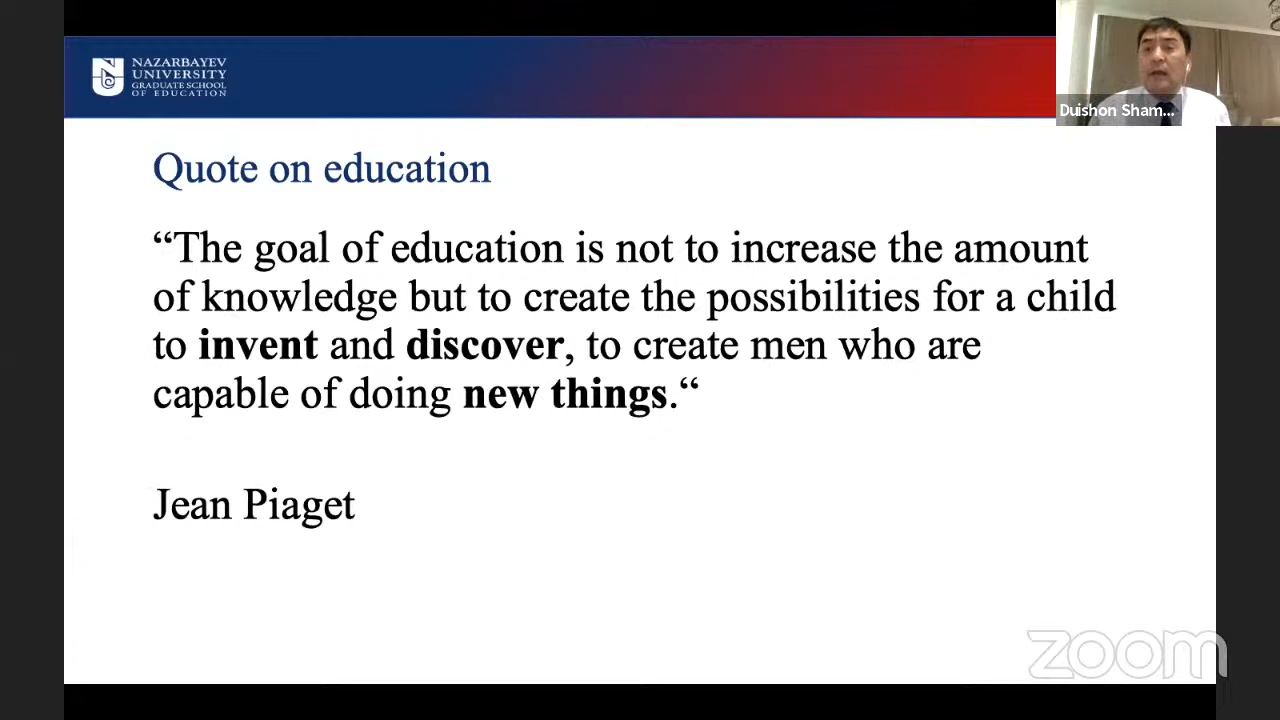 NAZARBAYEV
UNIVERSITY
GRADUATE SCHOOL
OF EDUCATION
Duishon Sham...
Quote on education
“The goal of education is not to increase the amount
of knowledge but to create the possibilities for a child
to invent and discover, to create men who are
capable of doing new things.“
Jean Piaget
zoom